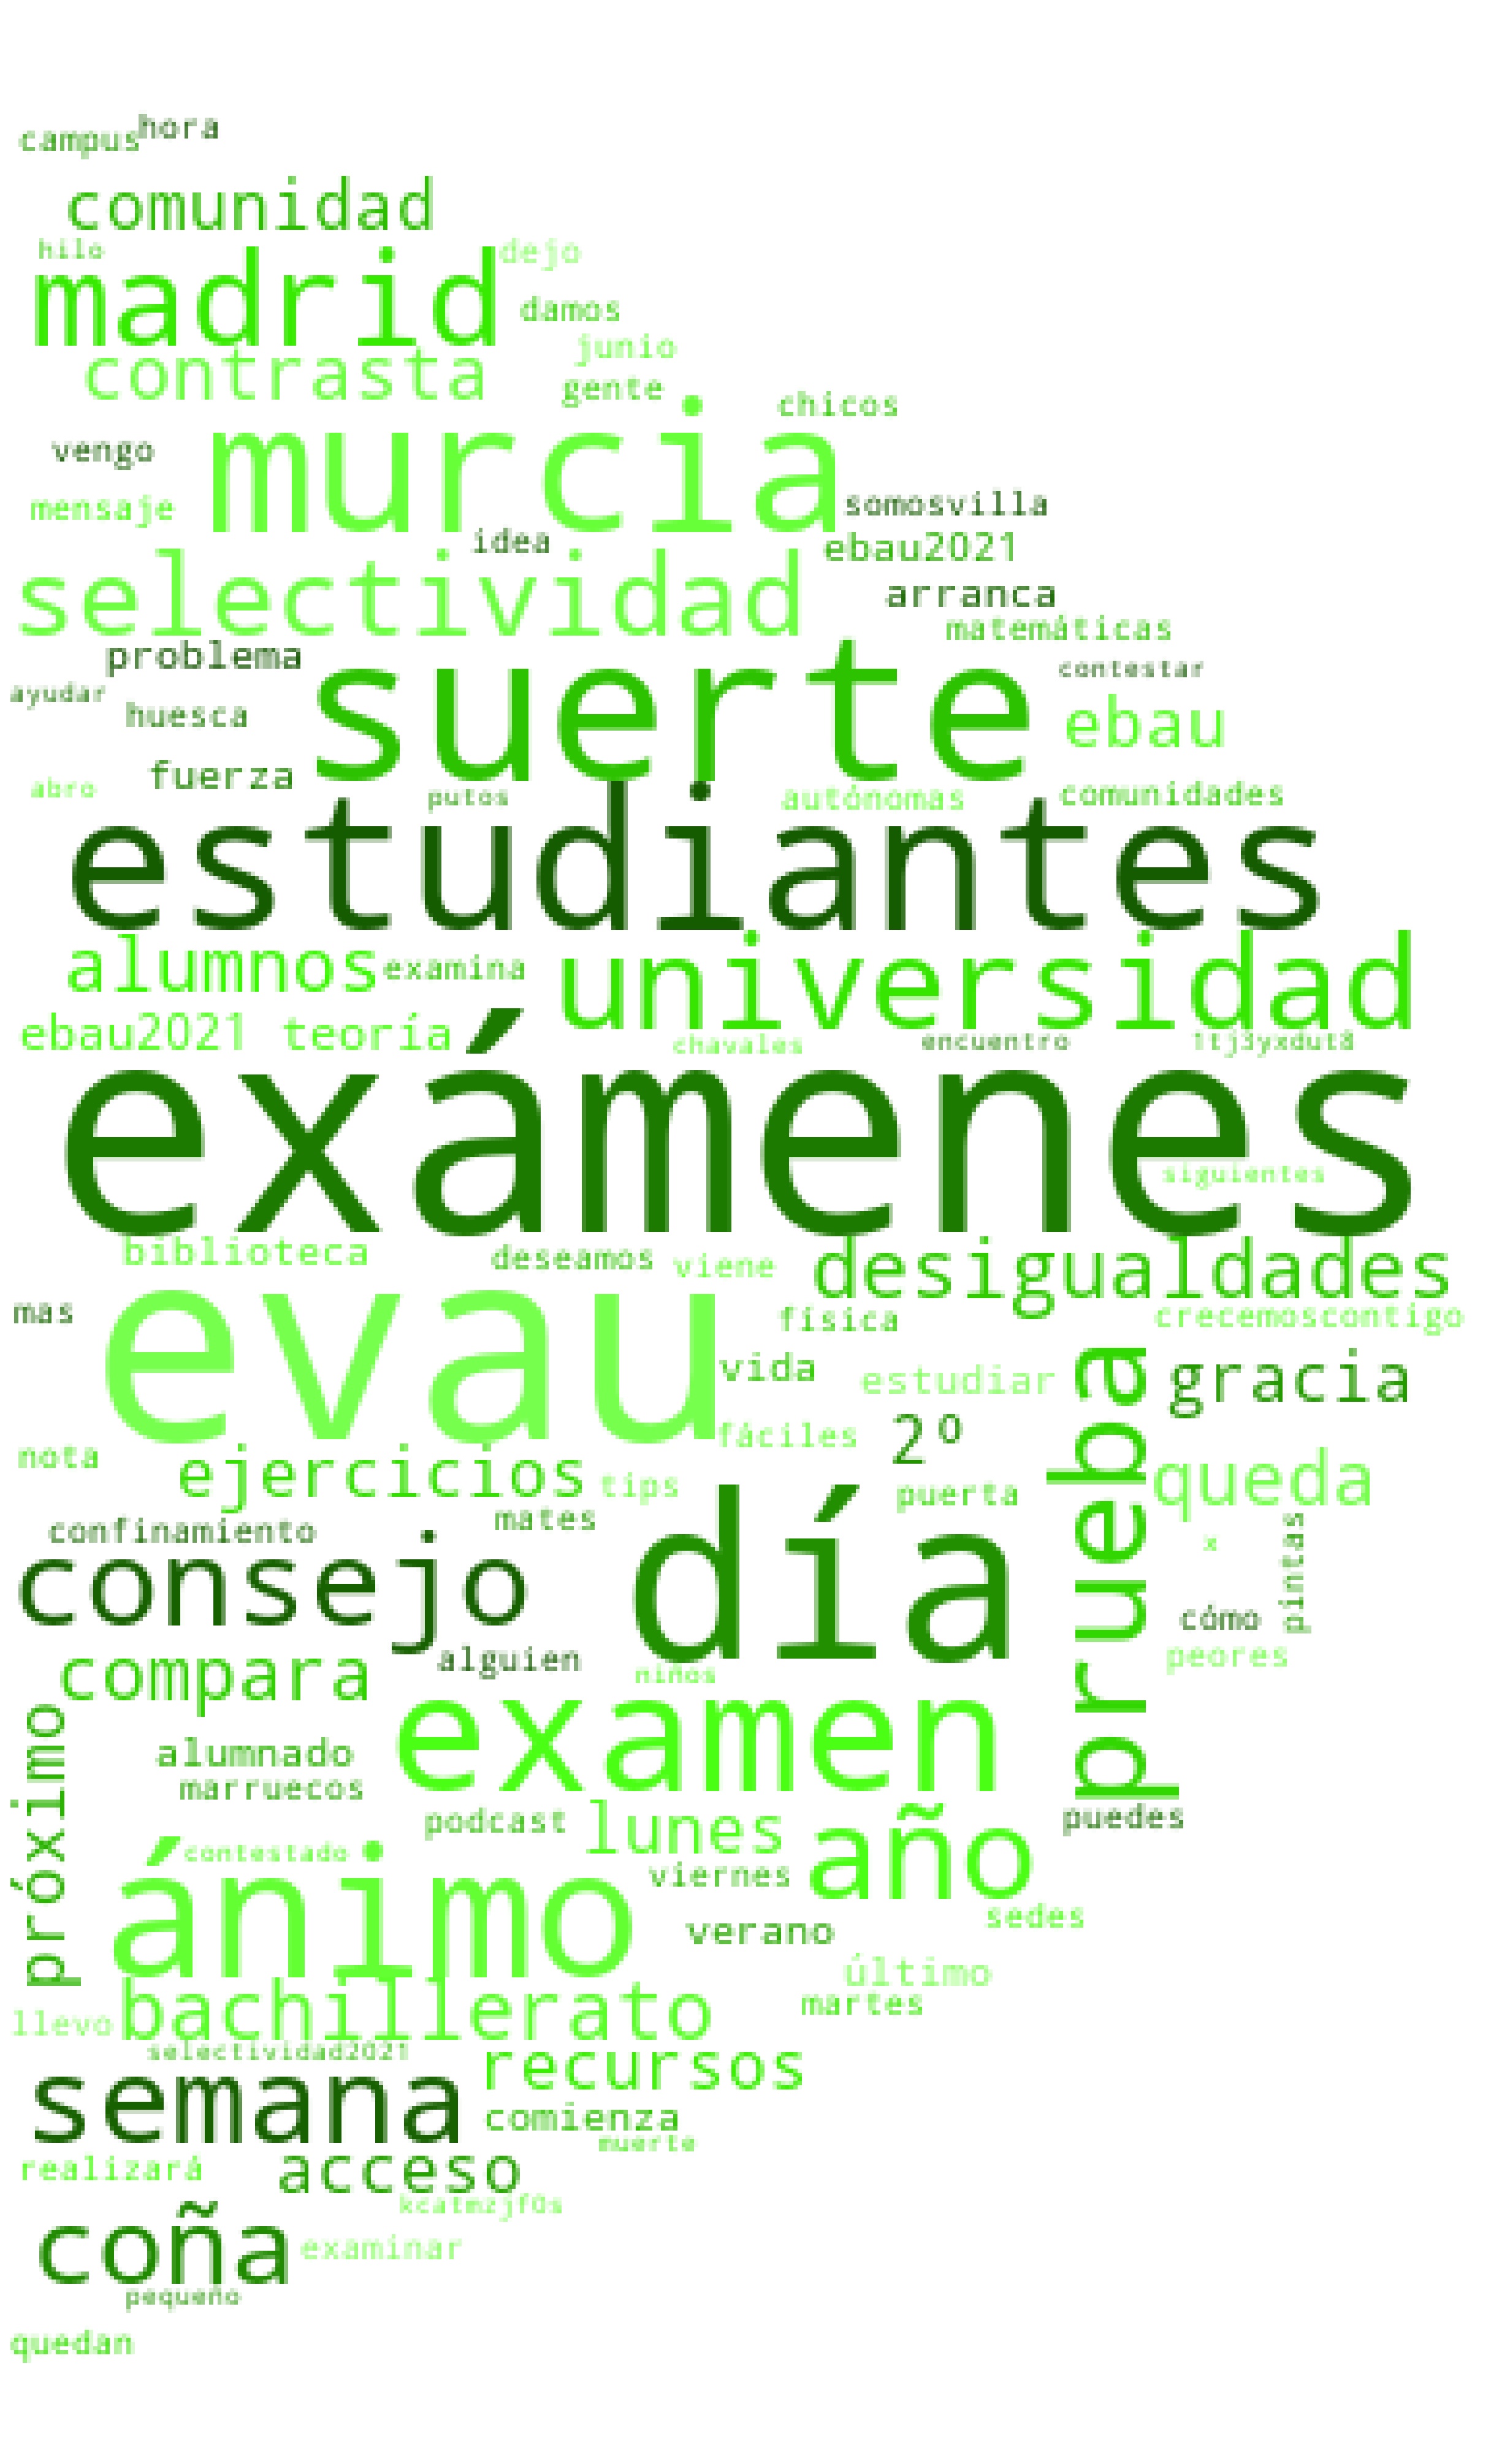 campus hora
comunidad
hilo
madrid dejo
damos
contrasta junio
gente chicos
vengo murcia
mensaje somosvilla
idea ebau2021
selectividad arranca
matemáticas
problema contestar
ayudar huesca suerte ebau
fuerza
abro putos autónomas comunidades
estudiantes
alumnos examina universidad
ebau2021 teoría chavales encuentro 1tj3yxdut8
exámenes
siguientes
biblioteca deseamos viene desigualdades
mas física crecemoscontigo
evau vida estudiar gracia
fáciles 2º
nota ejercicios tips puerta prueba queda
confinamiento mates
x pintas
consejo día cómo
alguien peores
compara niños
próximo alumnado examen
marruecos
podcast lunes puedes
contestado viernes año
ánimo verano sedes
último
llevo bachillerato martes
selectividad2021 recursos
semana comienza
muerte
realizará acceso
kcatmzjf0s
coña examinar
pequeño
quedan